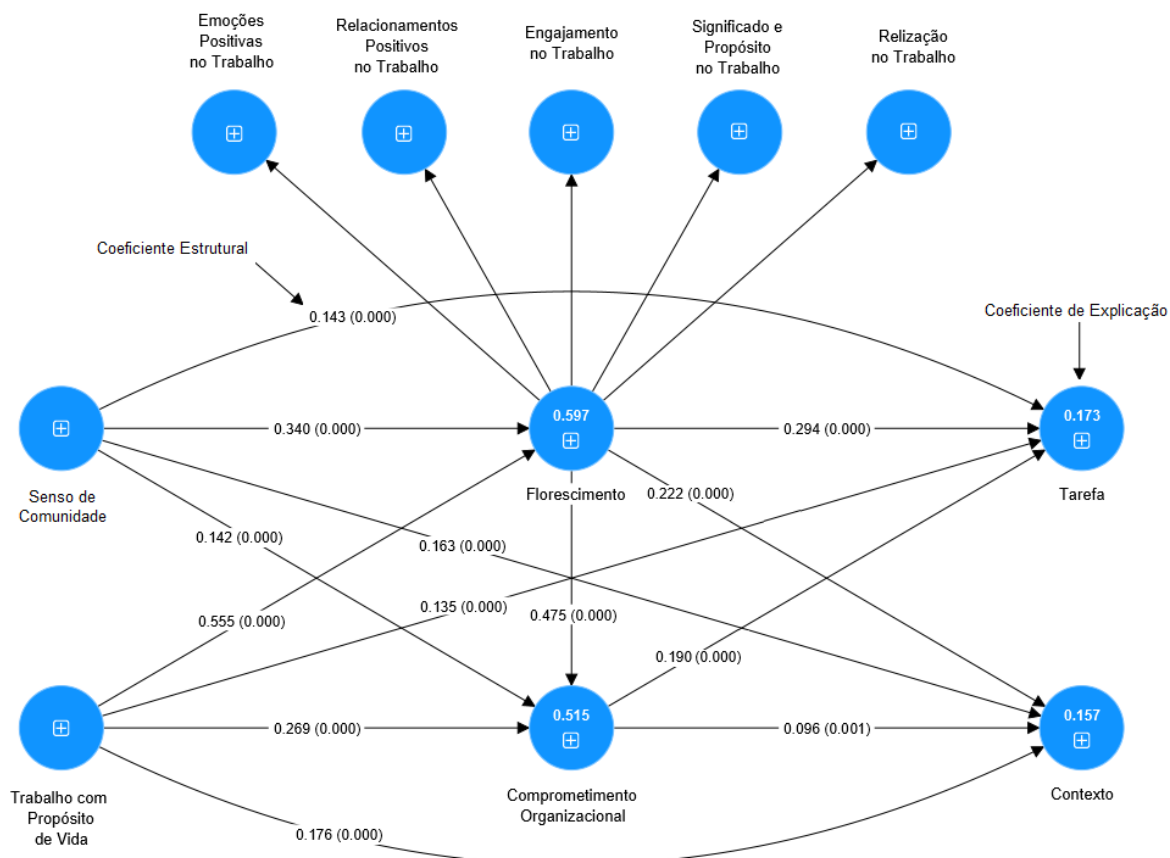 Emoções
Positivas
no Trabalho
Relacionamentos
Positivos
no Trabalho
Engajamento
no Trabalho
Significado e
Propósito
no Trabalho
Relização
no Trabalho
Coeficiente Estrutural
Coeficiente de Explicação
0.143 (0.000)
0.597
0.173
0.340 (0.000)
0.294 (0.000)
Senso de
Comunidade
Florescimento
Tarefa
0.222 (0.000)
0.142 (0.000)
0.163 (0.000)
0.135 (0.000)
0.555 (0.000)
0.475 (0.000)
0.190 (0.000)
0.515
0.157
0.269 (0.000)
0.096 (0.001)
Trabalho com
Propósito
de Vida
Comprometimento
Organizacional
Contexto
0.176 (0.000)